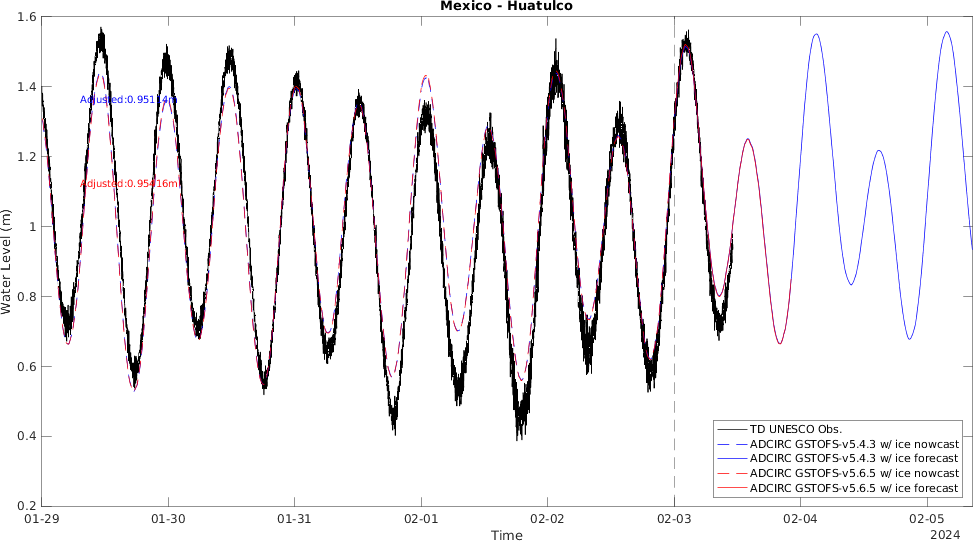 Mexico - Huatulco
1.6
1.4
1.2
1
0.8
0.6
0.4
0.2
Water Level (m)
Adjusted:0.95114m
Adjusted:0.95416m
TD UNESCO Obs.
ADCIRC GSTOFS-v5.4.3 w/ ice nowcast
ADCIRC GSTOFS-v5.4.3 w/ ice forecast
ADCIRC GSTOFS-v5.6.5 w/ ice nowcast
ADCIRC GSTOFS-v5.6.5 w/ ice forecast
01-29 01-30 01-31 02-01 02-02 02-03 02-04 02-05
Time
2024